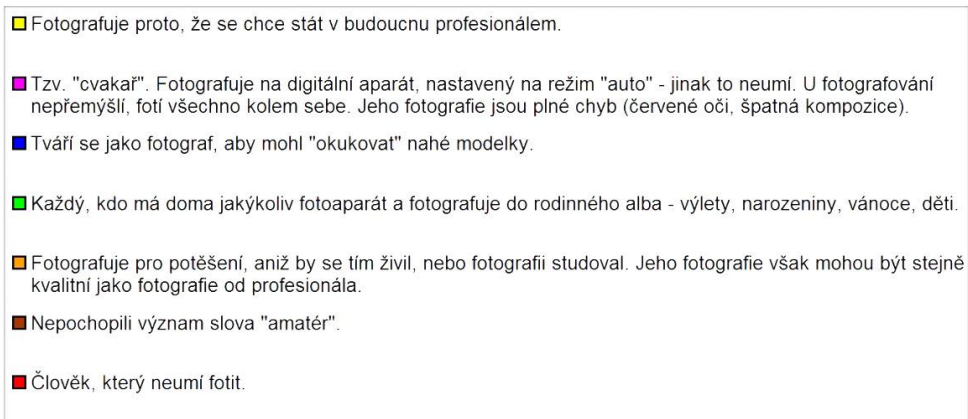 Fotografuje proto, že se chce stát v budoucnu profesionálem.
Tzv. "cvakař". Fotografuje na digitální aparát, nastavený na režim "auto" - jinak to neumí. U fotografování
nepřemýšlí, fotí všechno kolem sebe. Jeho fotografie jsou plné chyb (červené oči, špatná kompozice).
Tváří se jako fotograf, aby mohl "okukovat" nahé modelky.
Každý, kdo má doma jakýkoliv fotoaparát a fotografuje do rodinného alba - výlety, narozeniny, vánoce, děti.
Fotografuje pro potěšení, aniž by se tím živil, nebo fotografii studoval. Jeho fotografie však mohou být stejně
kvalitní jako fotografie od profesionála.
Nepochopili význam slova "amatér".
Člověk, který neumí fotit.